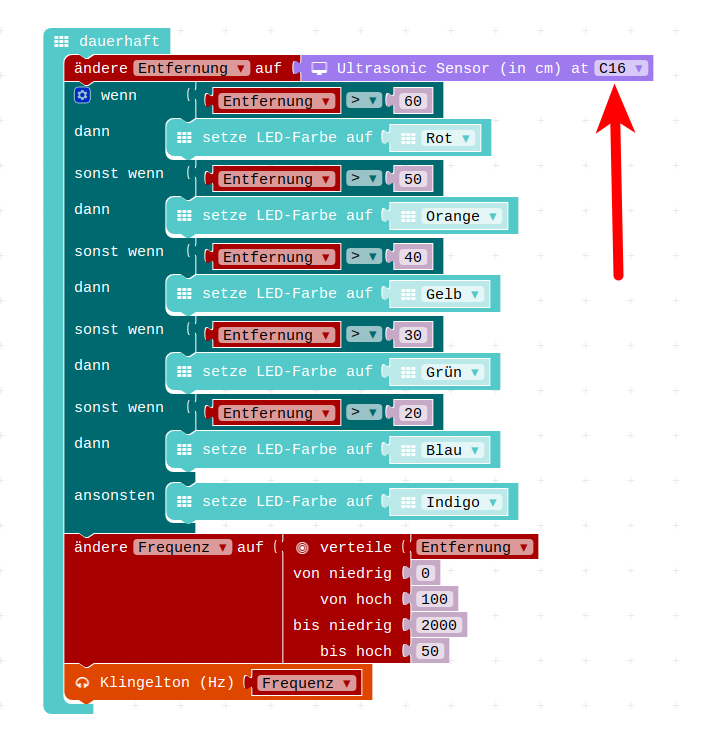 dauerhaft
ändere Entfernung ▼ auf Ultrasonic Sensor (in cm) at C16 ▼
wenn Entfernung ▼ > ▼ 60
dann setze LED-Farbe auf Rot ▼
sonst wenn Entfernung ▼ > ▼ 50
dann setze LED-Farbe auf Orange ▼
sonst wenn Entfernung ▼ > ▼ 40
dann setze LED-Farbe auf Gelb ▼
sonst wenn Entfernung ▼ > ▼ 30
dann setze LED-Farbe auf Grün ▼
sonst wenn Entfernung ▼ > ▼ 20
dann setze LED-Farbe auf Blau ▼
ansonsten setze LED-Farbe auf Indigo ▼
ändere Frequenz ▼ auf verteile Entfernung ▼
von niedrig 0
von hoch 100
bis niedrig 2000
bis hoch 50
Klingelton (Hz) Frequenz ▼